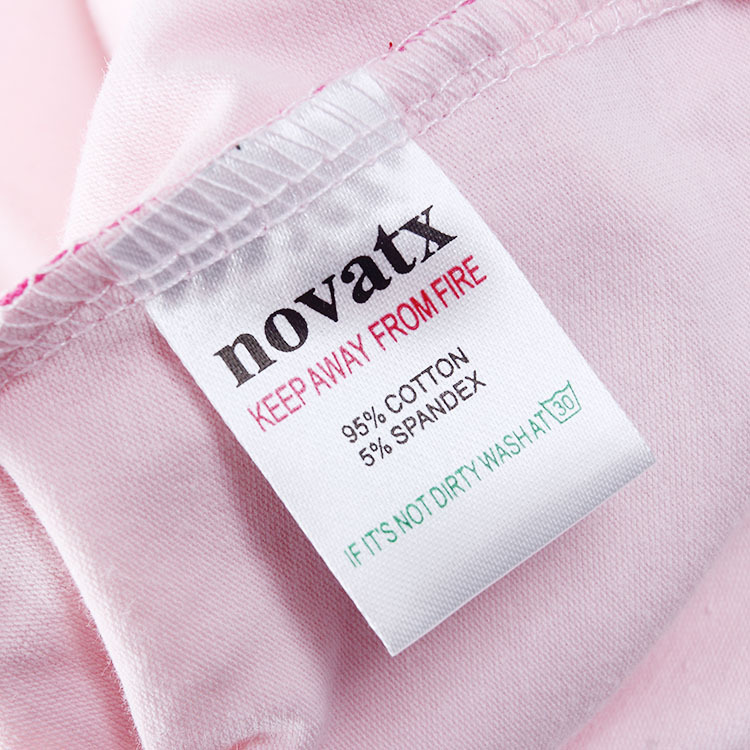 novatx
KEEP AWAY FROM FIRE
95% COTTON
5% SPANDEX
IF IT'S NOT DIRTY WASH AT 30